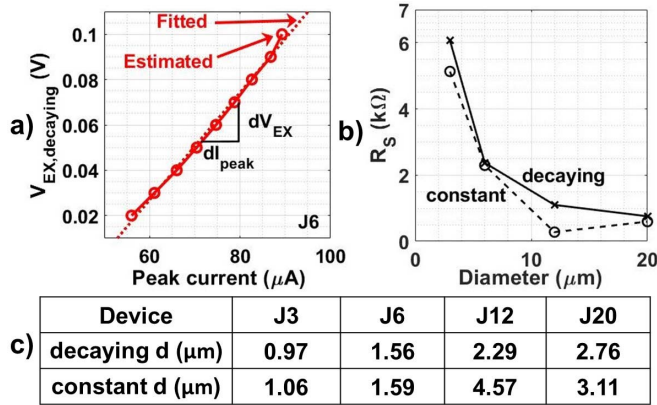 a)
Fitted
Estimated
V_EX,decaying (V)
0.1
0.08
0.06
0.04
0.02
dV_EX
dI_peak
J6
60
80
100
Peak current (μA)
b)
R_S (kΩ)
7
6
4
2
0
decaying
constant
0
10
20
Diameter (μm)
c)
Device J3 J6 J12 J20
decaying d (μm) 0.97 1.56 2.29 2.76
constant d (μm) 1.06 1.59 4.57 3.11